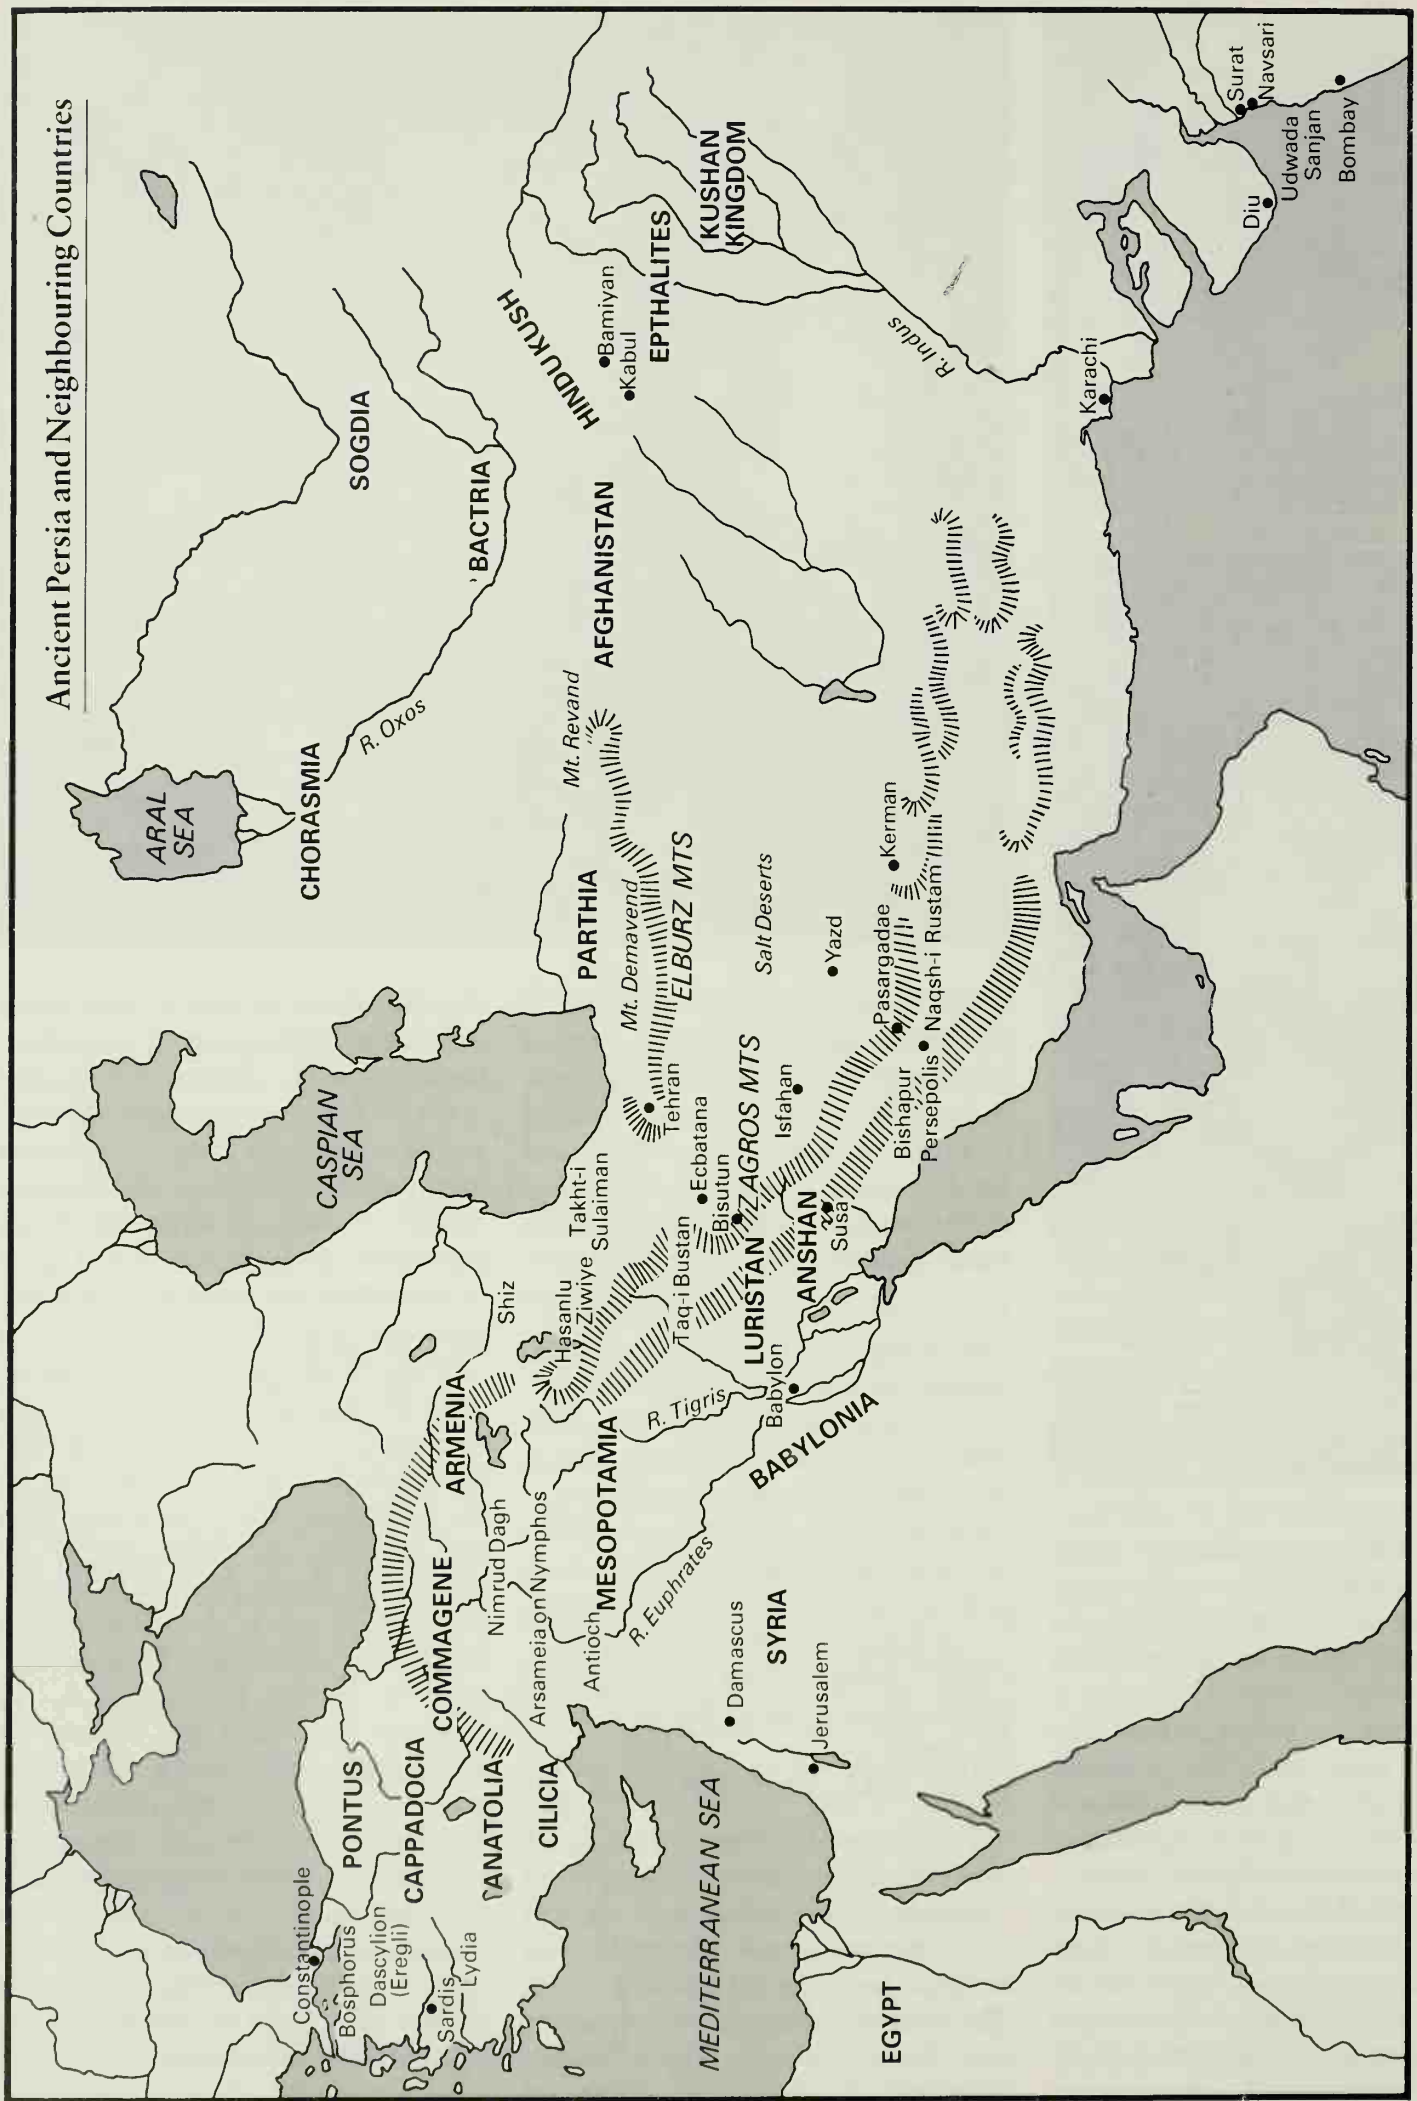 Ancient Persia and Neighbouring Countries
Constantinople
Bosphorus
Dascylion
(Eregli)
Sardis
Lydia
PONTUS
CAPPADOCIA
ANATOLIA
CILICIA
COMMAGENE
Nimrud Dagh
Arsameia on Nymphos
Antioch
ARMENIA
MESOPOTAMIA
R. Euphrates
R. Tigris
MEDITERRANEAN SEA
Damascus
SYRIA
Jerusalem
EGYPT
BABYLONIA
Babylon
CASPIAN
SEA
Shiz
Hasanlu
Ziwiye
Takht-i
Sulaiman
Taq-i Bustan
Bisutun
Ecbatana
LURISTAN
ANSHAN
Susa
ZAGROS MTS
Isfahan
Tehran
Bishapur
Persepolis
Naqsh-i Rustam
Pasargadae
Yazd
Kerman
Salt Deserts
ELBURZ MTS
Mt. Demavend
PARTHIA
Mt. Revand
ARAL
SEA
CHORASMIA
R. Oxos
SOGDIA
BACTRIA
AFGHANISTAN
HINDU KUSH
Bamiyan
Kabul
EPTHALITES
KUSHAN
KINGDOM
R. Indus
Karachi
Diu
Surat
Navsari
Udwada
Sanjan
Bombay